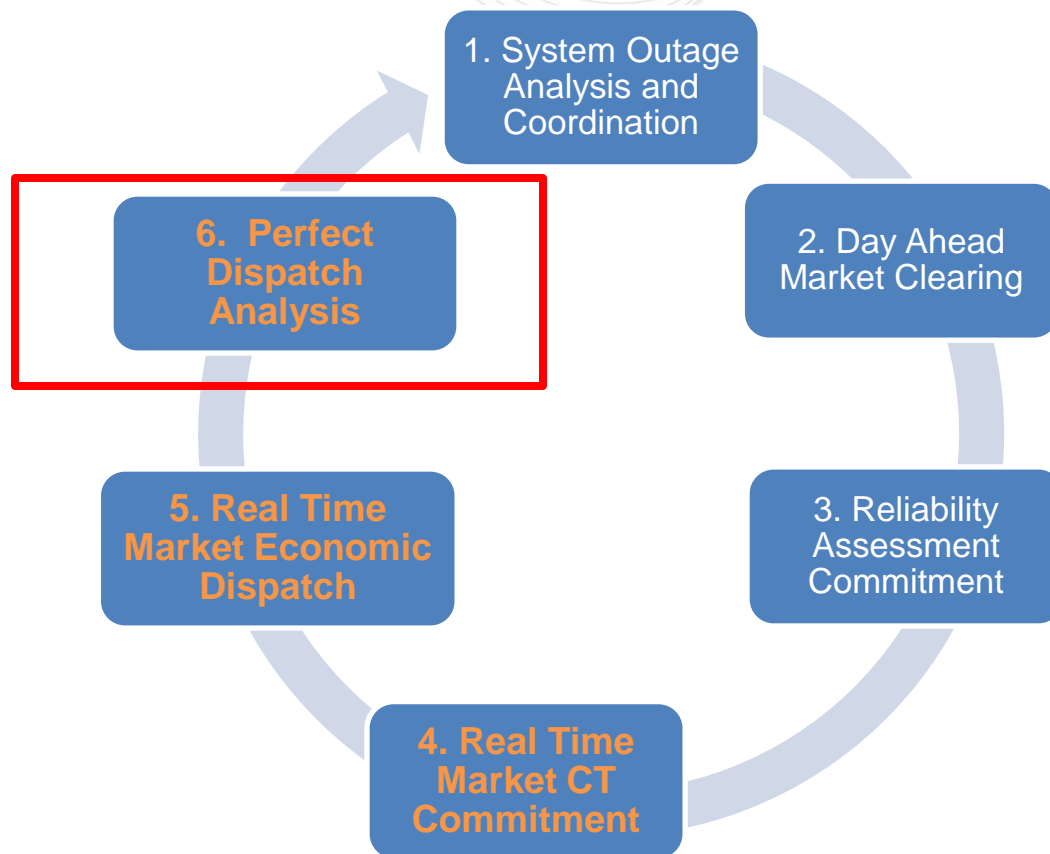 1. System Outage
Analysis and
Coordination
2. Day Ahead
Market Clearing
3. Reliability
Assessment
Commitment
4. Real Time
Market CT
Commitment
5. Real Time
Market Economic
Dispatch
6. Perfect
Dispatch
Analysis